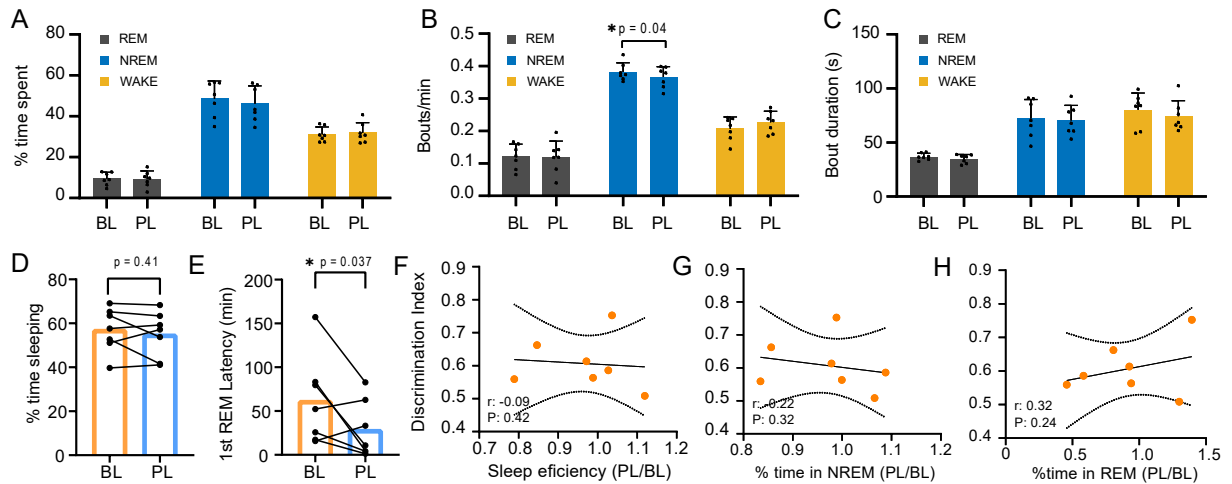 A
% time spent
80
60
40
20
0
REM
NREM
WAKE
BL PL BL PL BL PL
B
Bouts/min
0.5
0.4
0.3
0.2
0.1
0.0
REM
NREM
WAKE
* p = 0.04
BL PL BL PL BL PL
C
Bout duration (s)
150
100
50
0
REM
NREM
WAKE
BL PL BL PL BL PL
D
% time sleeping
80
60
40
20
0
p = 0.41
BL PL
E
1st REM Latency (min)
200
150
100
50
0
* p = 0.037
BL PL
F
Discrimination Index
0.9
0.8
0.7
0.6
0.5
0.4
r: -0.09
P: 0.42
0.7 0.8 0.9 1.0 1.1 1.2
Sleep eficiency (PL/BL)
G
0.9
0.8
0.7
0.6
0.5
0.4
r: -0.22
P: 0.32
0.8 0.9 1.0 1.1 1.2
% time in NREM (PL/BL)
H
0.9
0.8
0.7
0.6
0.5
0.4
r: 0.32
P: 0.24
0.0 0.5 1.0 1.5
%time in REM (PL/BL)